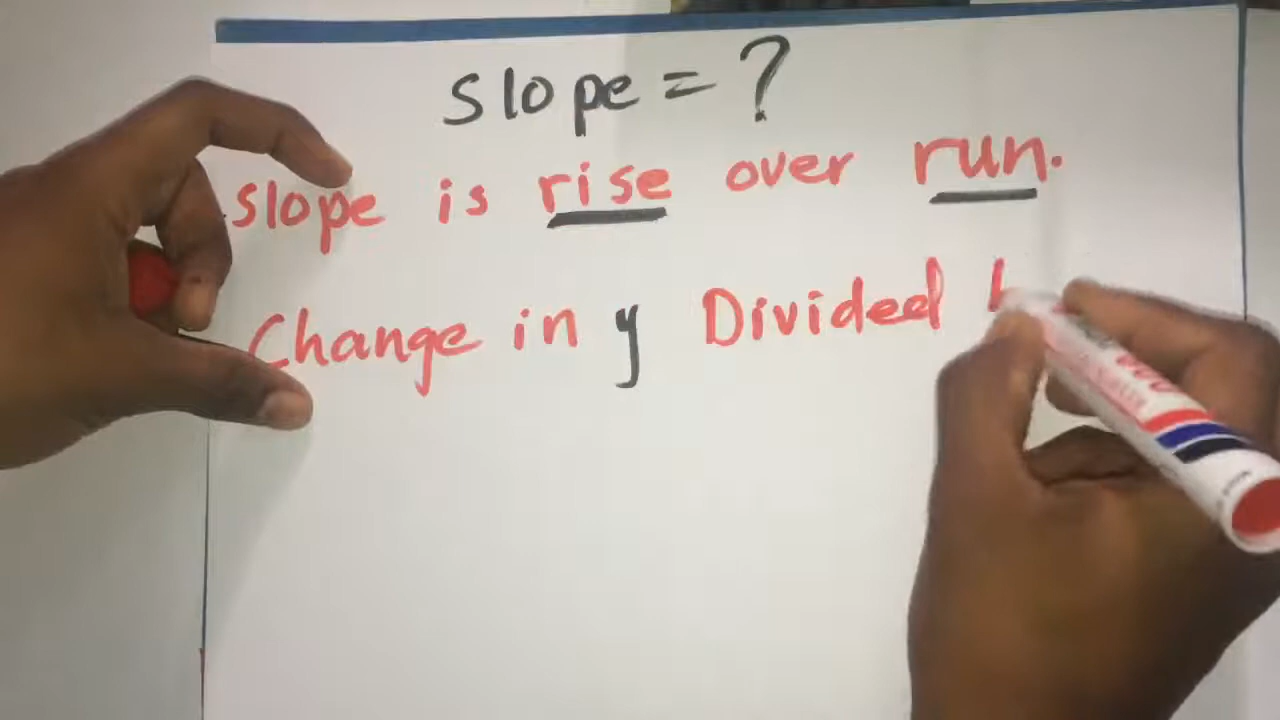 slope = ?
slope is rise over run.
Change in y Divided